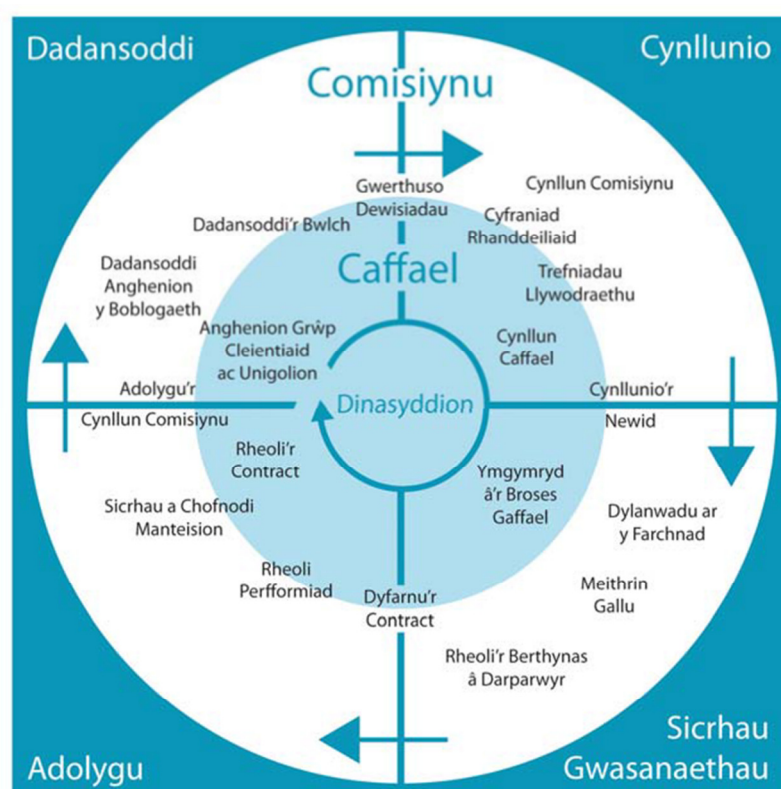 Dadansoddi
Cynllunio
Comisiynu
Gwerthuso
Dewisiadau
Cynllun Comisiynu
Dadansoddi'r Bwlch
Cyfraniad
Rhanddeiliaid
Dadansoddi
Anghenion
y Boblogaeth
Caffael
Trefniadau
Llywodraethu
Anghenion Grŵp
Cleientiaid
ac Unigolion
Cynllun
Caffael
Adolygu'r
Cynllun Comisiynu
Dinasyddion
Cynllunio'r
Newid
Rheoli'r
Contract
Ymgymryd
â'r Broses
Gaffael
Sicrhau a Chofnodi
Manteision
Dylanwadu ar
y Farchnad
Rheoli
Perfformiad
Dyfarnu'r
Contract
Meithrin
Gallu
Rheoli'r Berthynas
â Darparwyr
Adolygu
Sicrhau
Gwasanaethau